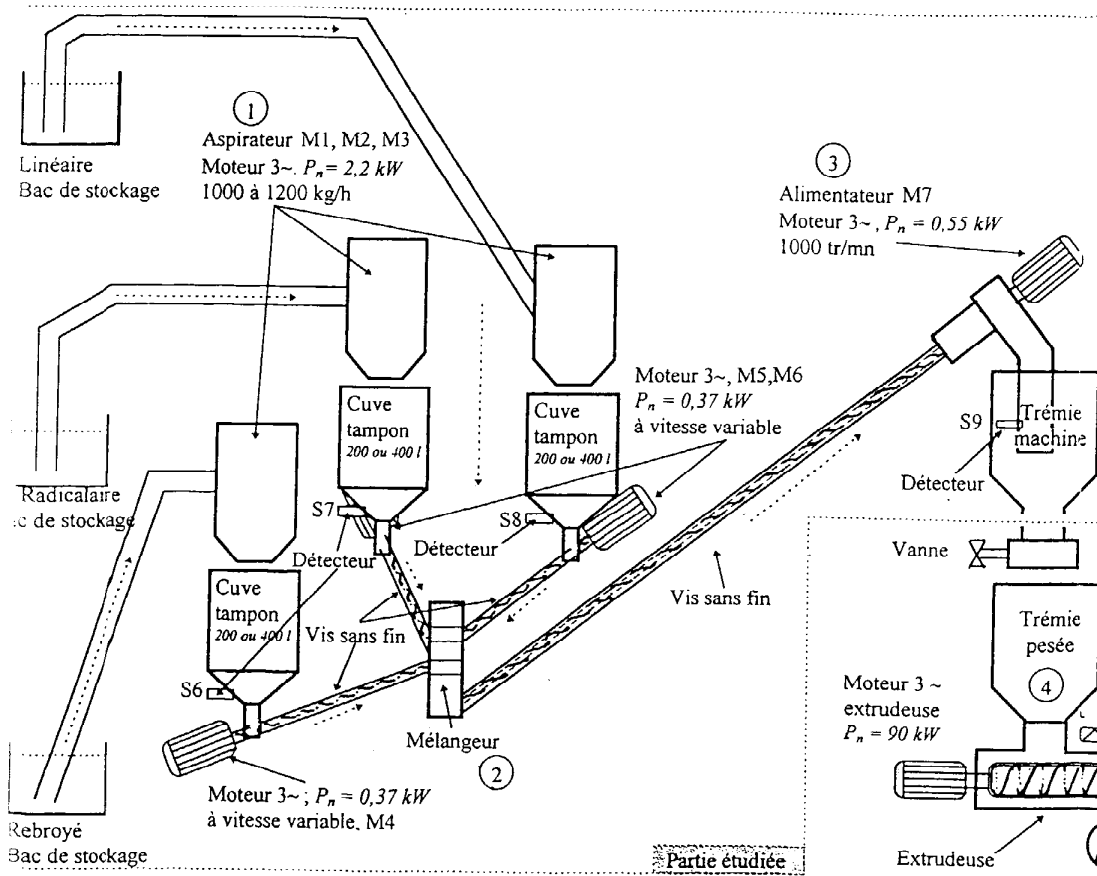 Linéaire
Bac de stockage
1
Aspirateur M1, M2, M3
Moteur 3~. Pn = 2,2 kW
1000 à 1200 kg/h
3
Alimentateur M7
Moteur 3~ , Pn = 0,55 kW
1000 tr/mn
Moteur 3~, M5,M6
Pn = 0,37 kW
à vitesse variable
Cuve
tampon
200 ou 400 l
Cuve
tampon
200 ou 400 l
S9
Trémie
machine
Détecteur
Radicalaire
c de stockage
S7
Détecteur
S8
Détecteur
Vanne
Cuve
tampon
200 ou 400 l
Vis sans fin
Vis sans fin
Trémie
pesée
4
S6
Mélangeur
2
Moteur 3 ~
extrudeuse
Pn = 90 kW
Moteur 3~ ; Pn = 0,37 kW
à vitesse variable, M4
Rebroyé
Bac de stockage
Partie étudiée
Extrudeuse